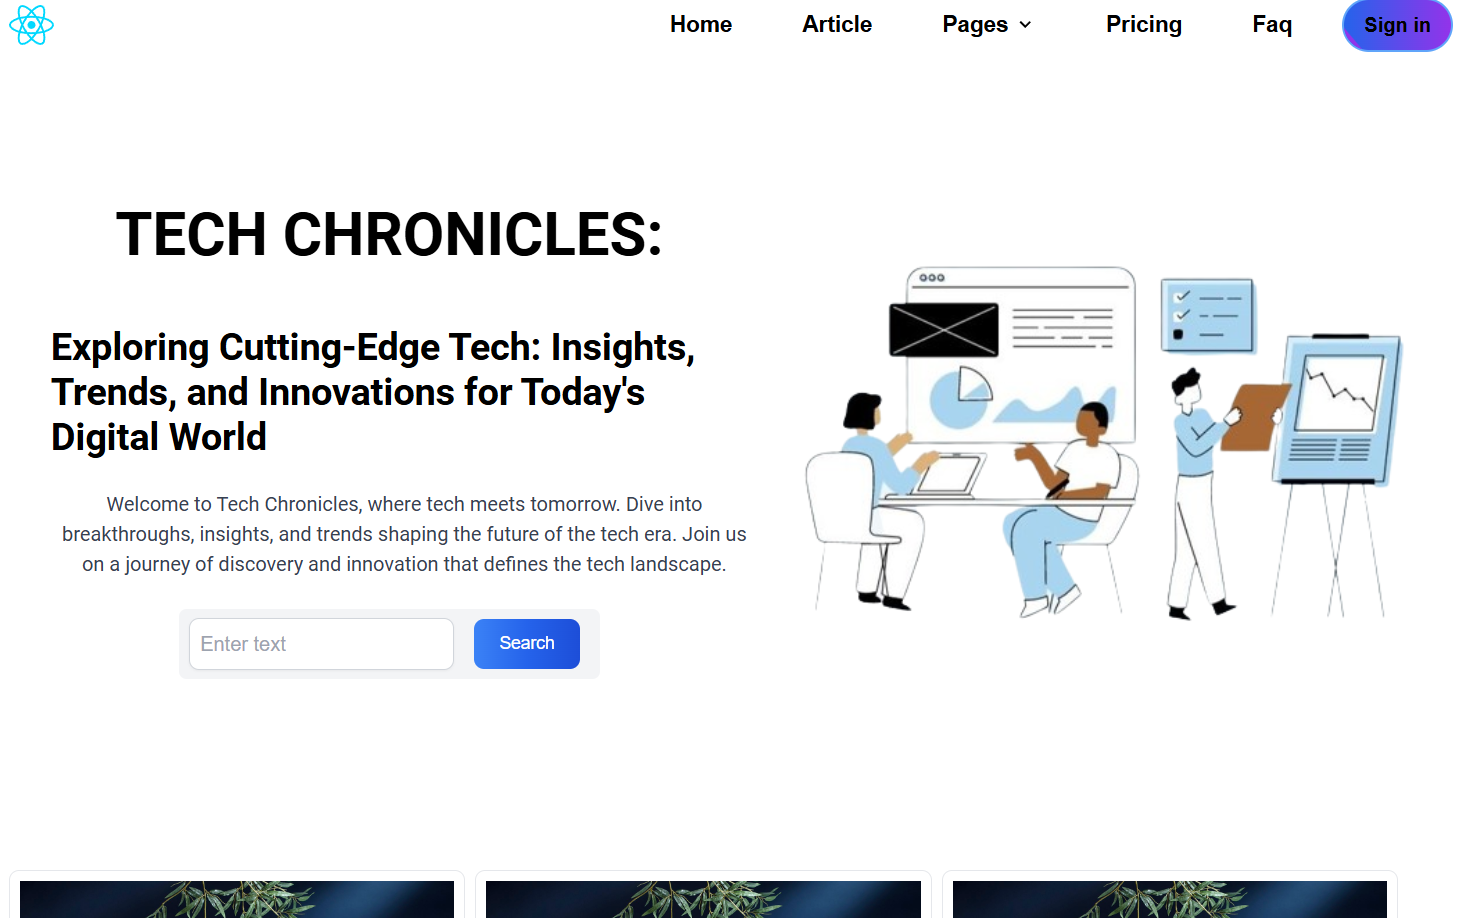 Home Article Pages Pricing Faq Sign in
TECH CHRONICLES:
Exploring Cutting-Edge Tech: Insights,
Trends, and Innovations for Today's
Digital World
Welcome to Tech Chronicles, where tech meets tomorrow. Dive into
breakthroughs, insights, and trends shaping the future of the tech era. Join us
on a journey of discovery and innovation that defines the tech landscape.
Enter text Search